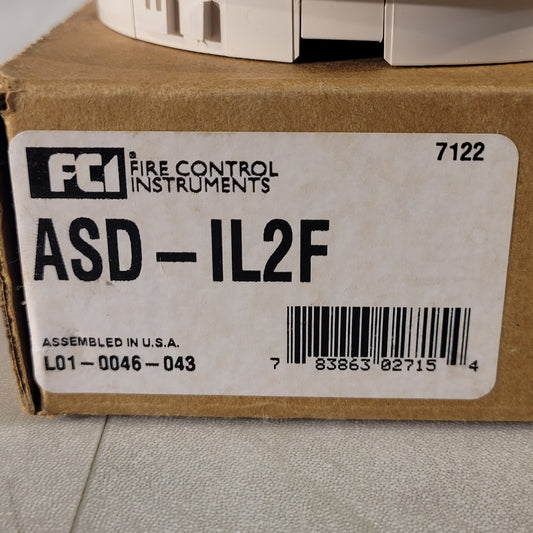 FCI ® FIRE CONTROL
INSTRUMENTS
7122
ASD-IL2F
ASSEMBLED IN U.S.A.
L01-0046-043
7 83863 02715 4